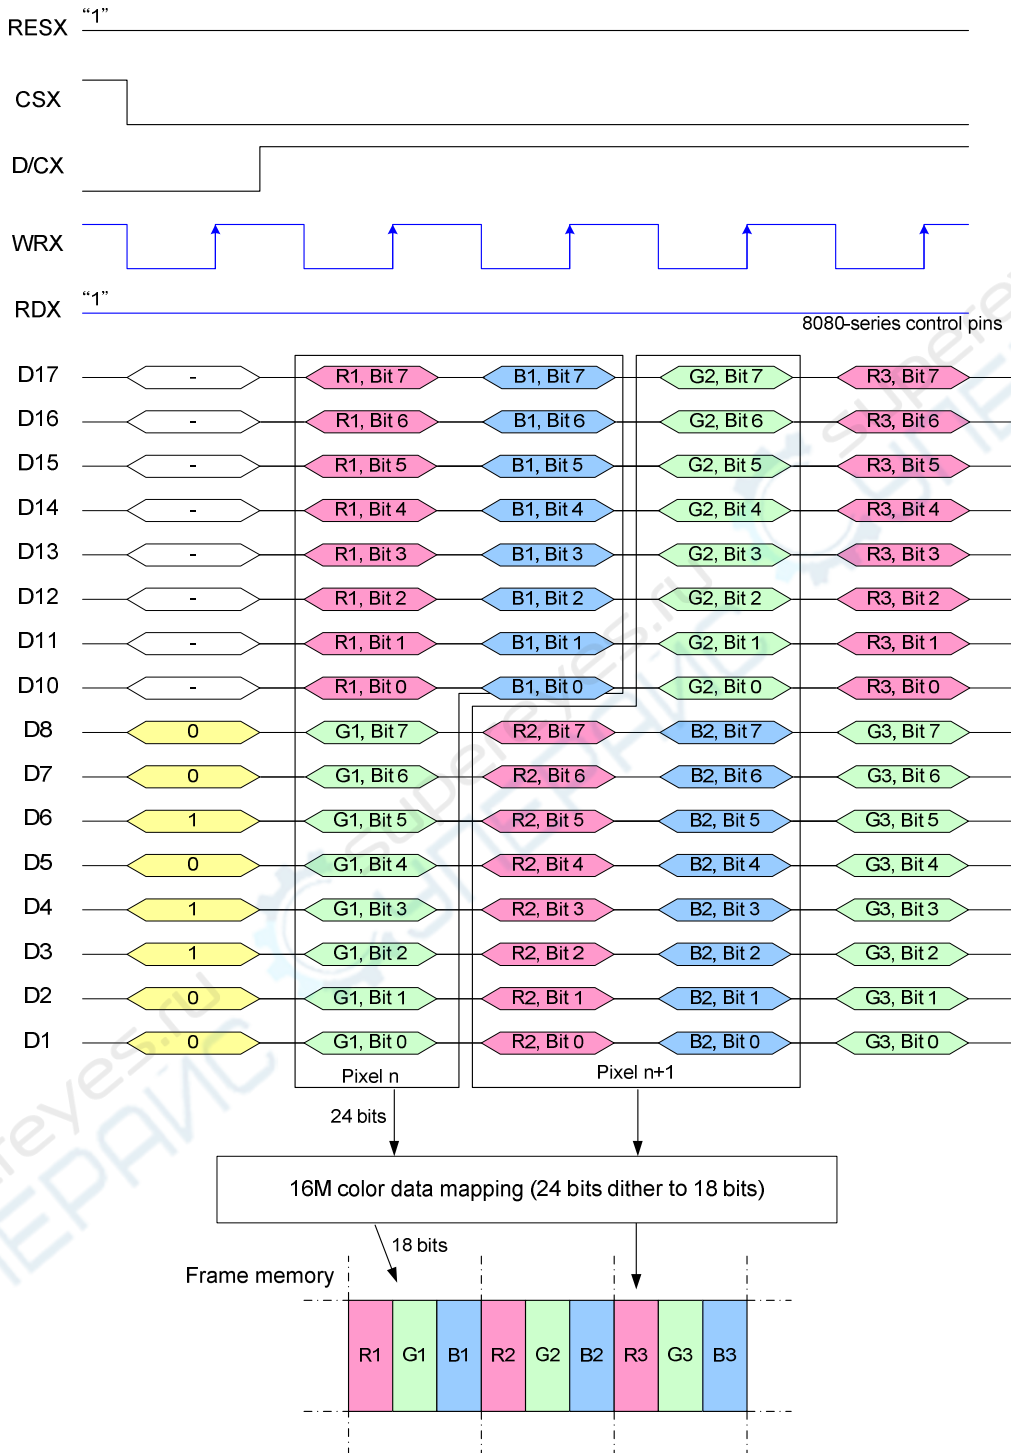 RESX “1”
CSX
D/CX
WRX
RDX “1”
8080-series control pins
D17 - R1, Bit 7 B1, Bit 7 G2, Bit 7 R3, Bit 7
D16 - R1, Bit 6 B1, Bit 6 G2, Bit 6 R3, Bit 6
D15 - R1, Bit 5 B1, Bit 5 G2, Bit 5 R3, Bit 5
D14 - R1, Bit 4 B1, Bit 4 G2, Bit 4 R3, Bit 4
D13 - R1, Bit 3 B1, Bit 3 G2, Bit 3 R3, Bit 3
D12 - R1, Bit 2 B1, Bit 2 G2, Bit 2 R3, Bit 2
D11 - R1, Bit 1 B1, Bit 1 G2, Bit 1 R3, Bit 1
D10 - R1, Bit 0 B1, Bit 0 G2, Bit 0 R3, Bit 0
D8 0 G1, Bit 7 R2, Bit 7 B2, Bit 7 G3, Bit 7
D7 0 G1, Bit 6 R2, Bit 6 B2, Bit 6 G3, Bit 6
D6 1 G1, Bit 5 R2, Bit 5 B2, Bit 5 G3, Bit 5
D5 0 G1, Bit 4 R2, Bit 4 B2, Bit 4 G3, Bit 4
D4 1 G1, Bit 3 R2, Bit 3 B2, Bit 3 G3, Bit 3
D3 1 G1, Bit 2 R2, Bit 2 B2, Bit 2 G3, Bit 2
D2 0 G1, Bit 1 R2, Bit 1 B2, Bit 1 G3, Bit 1
D1 0 G1, Bit 0 R2, Bit 0 B2, Bit 0 G3, Bit 0
Pixel n Pixel n+1
24 bits
16M color data mapping (24 bits dither to 18 bits)
18 bits
Frame memory
R1 G1 B1 R2 G2 B2 R3 G3 B3
supereyes.ru
СУПЕРАЙС